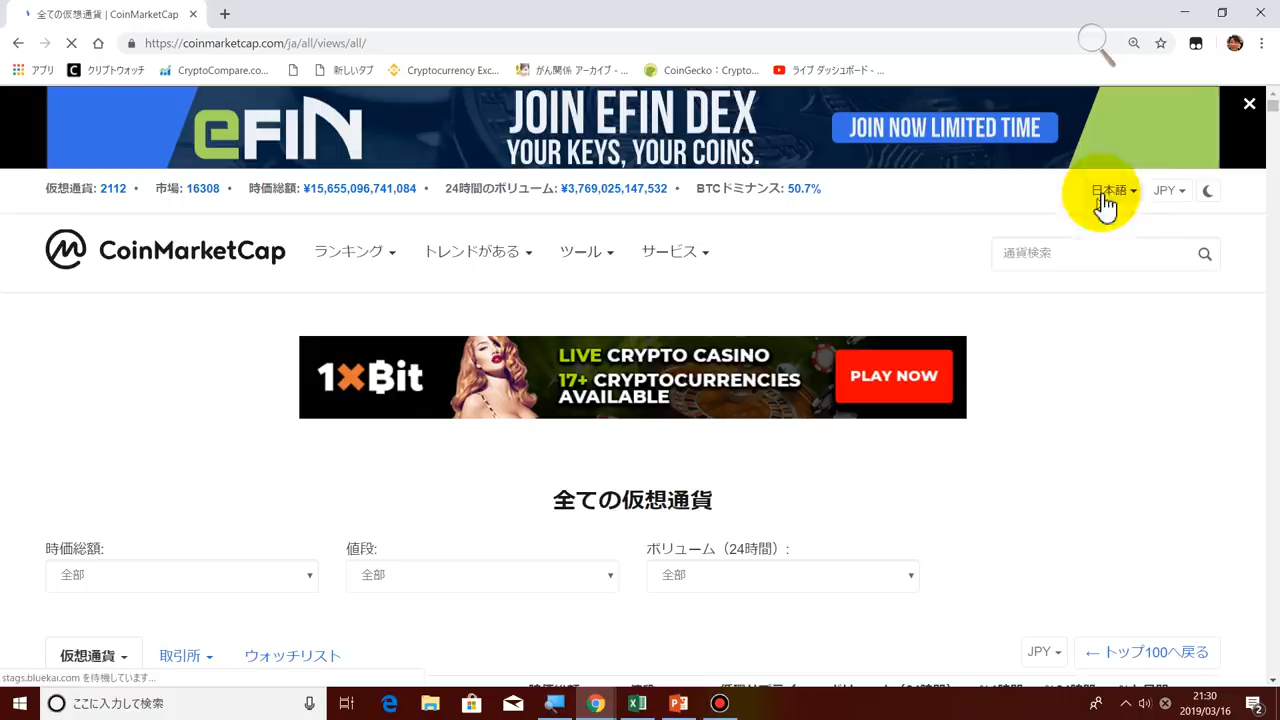 全ての仮想通貨 | CoinMarketCap
https://coinmarketcap.com/ja/all/views/all/
アプリ クリプトウォッチ CryptoCompare.co... 新しいタブ Cryptocurrency Exc... がん関係 アーカイブ - ... CoinGecko：Crypto... ライブ ダッシュボード - ...
eFIN
JOIN EFIN DEX
YOUR KEYS, YOUR COINS.
JOIN NOW LIMITED TIME
仮想通貨: 2112 • 市場: 16308 • 時価総額: ¥15,655,096,741,084 • 24時間のボリューム: ¥3,769,025,147,532 • BTCドミナンス: 50.7%
日本語 JPY
CoinMarketCap ランキング トレンドがある ツール サービス 通貨検索
1XBit
LIVE CRYPTO CASINO
17+ CRYPTOCURRENCIES
AVAILABLE
PLAY NOW
全ての仮想通貨
時価総額: 値段: ボリューム（24時間）:
全部 全部 全部
仮想通貨 取引所 ウォッチリスト JPY ← トップ100へ戻る
stags.bluekai.com を待機しています...
ここに入力して検索
21:30
2019/03/16
2